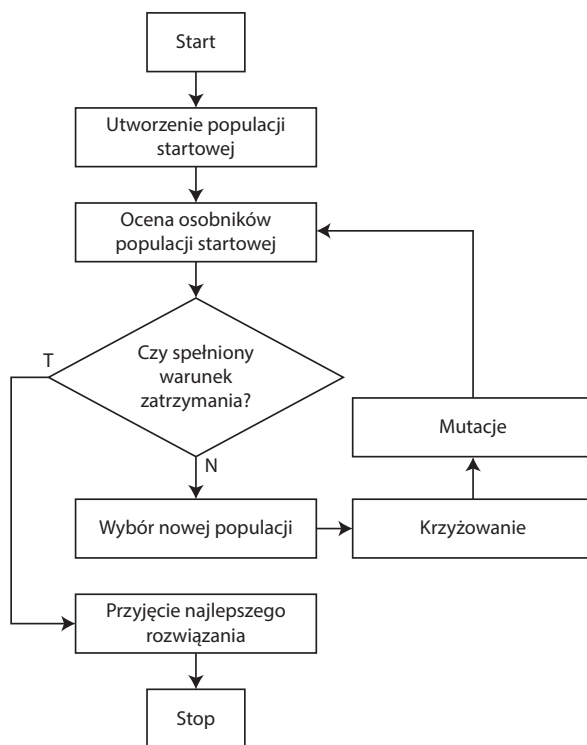 Start
Utworzenie populacji
startowej
Ocena osobników
populacji startowej
Czy spełniony
warunek
zatrzymania?
T
N
Mutacje
Wybór nowej populacji
Krzyżowanie
Przyjęcie najlepszego
rozwiązania
Stop